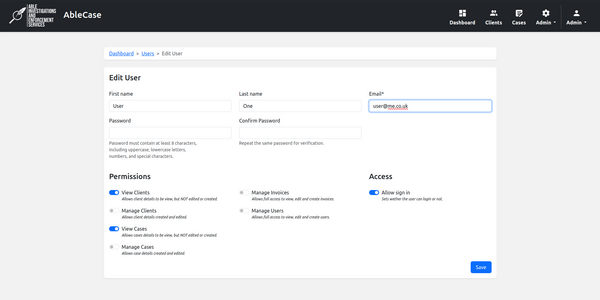 ABLE
INVESTIGATIONS
AND
ENFORCEMENT
SERVICES
AbleCase
Dashboard
Clients
Cases
Admin
Admin
Dashboard > Users > Edit User
Edit User
First name
Last name
Email*
User
One
user@me.co.uk
Password
Confirm Password
Password must contain at least 8 characters,
including uppercase, lowercase letters,
numbers, and special characters.
Repeat the same password for verification.
Permissions
Access
View Clients
Allows client details to be view, but NOT edited or created.
Manage Clients
Allows client details created and edited.
View Cases
Allows cases details to be view, but NOT edited or created.
Manage Cases
Allows case details created and edited.
Manage Invoices
Allows full access to view, edit and create invoices.
Manage Users
Allows full access to view, edit and create users.
Allow sign in
Sets wether the user can login or not.
Save